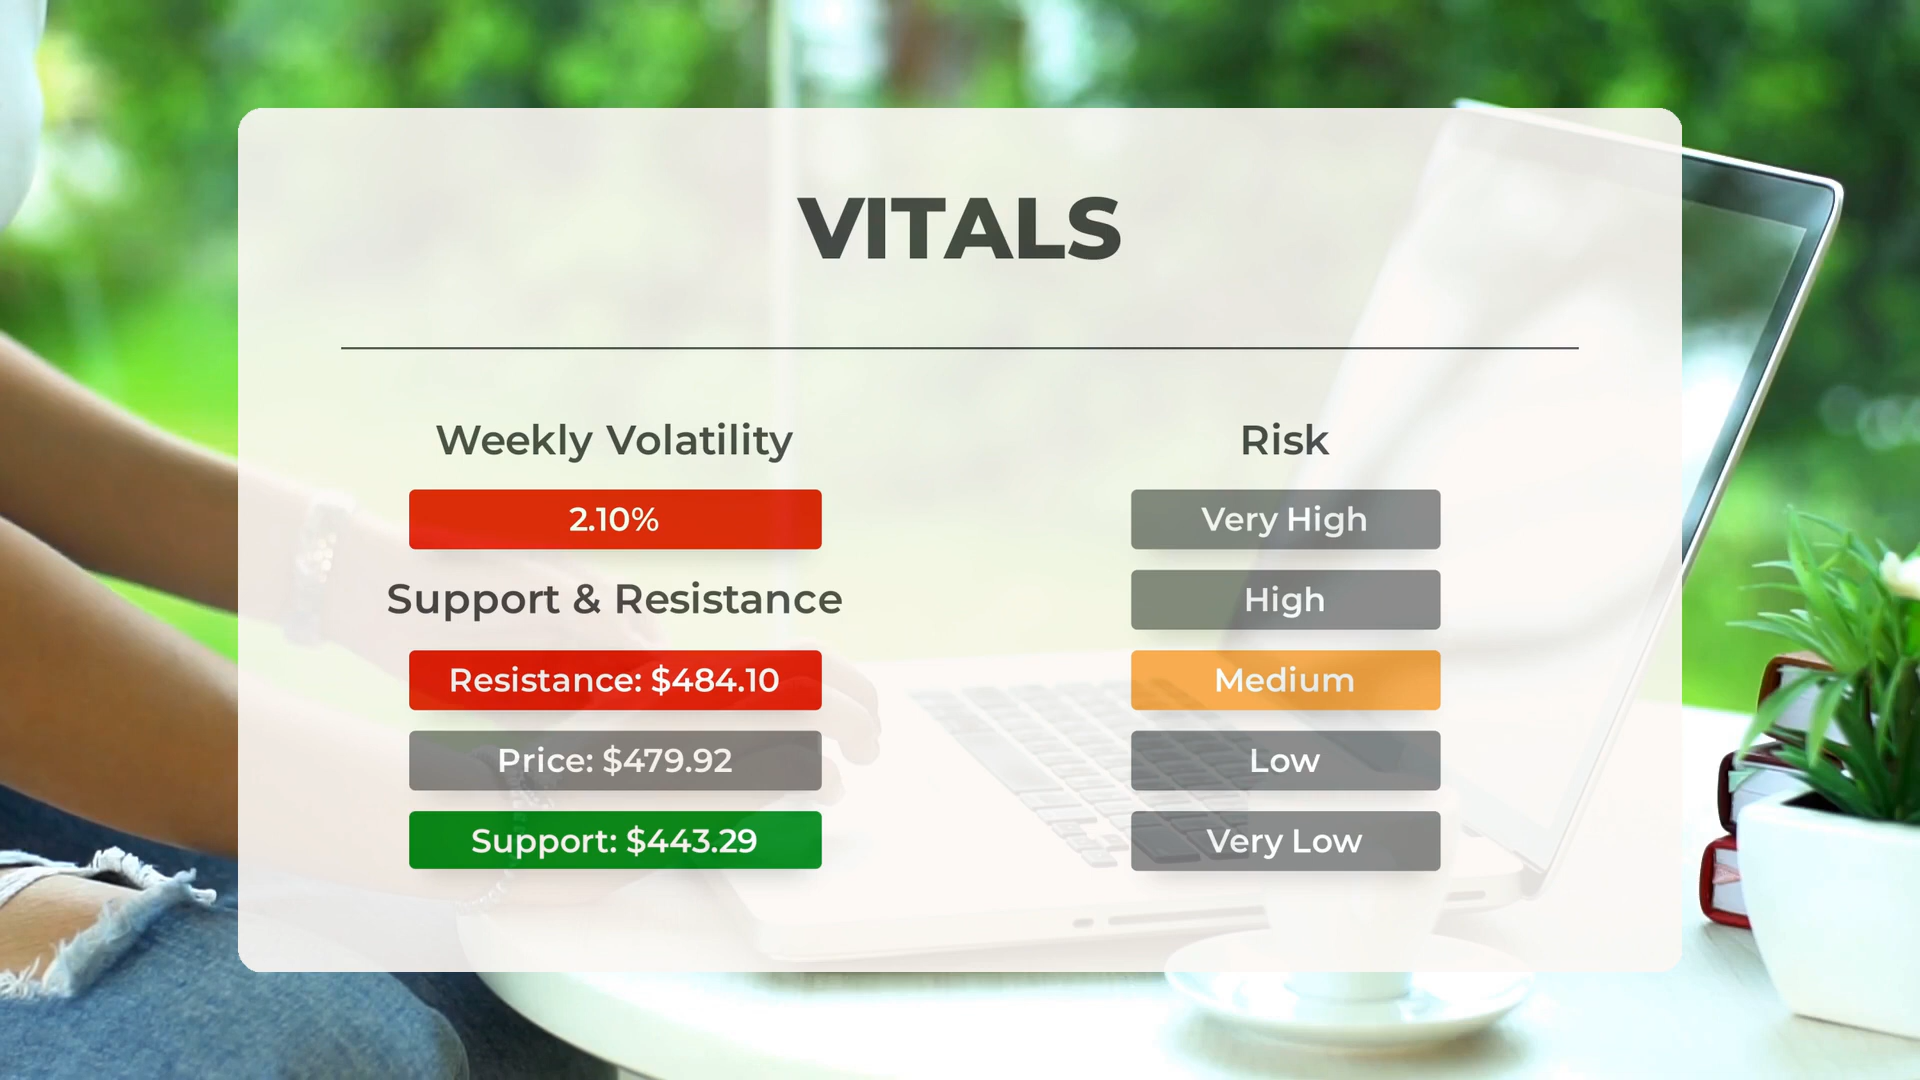 VITALS
Weekly Volatility
2.10%
Support & Resistance
Resistance: $484.10
Price: $479.92
Support: $443.29
Risk
Very High
High
Medium
Low
Very Low